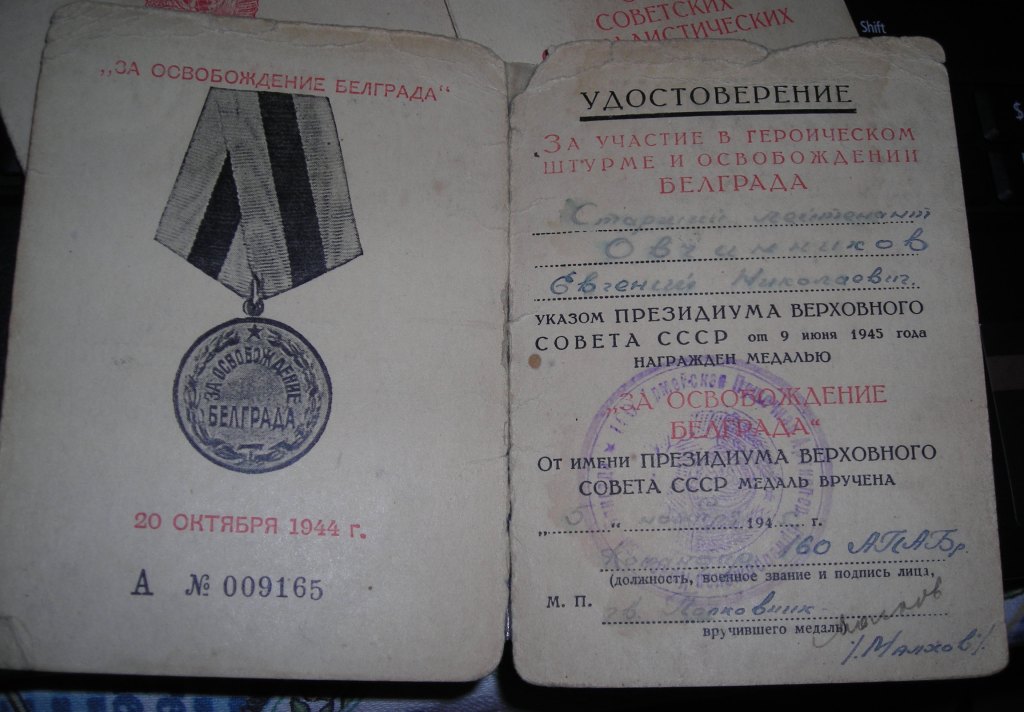 СОВЕТСКИХ
Shift
$
„ЗА ОСВОБОЖДЕНИЕ БЕЛГРАДА“
ЗА ОСВОБОЖДЕНИЕ
БЕЛГРАДА
20 ОКТЯБРЯ 1944 г.
А № 009165
УДОСТОВЕРЕНИЕ
ЗА УЧАСТИЕ В ГЕРОИЧЕСКОМ
ШТУРМЕ И ОСВОБОЖДЕНИИ
БЕЛГРАДА
Старший лейтенант
Овчинников
Евгений Николаевич
УКАЗОМ ПРЕЗИДИУМА ВЕРХОВНОГО
СОВЕТА СССР от 9 июня 1945 года
НАГРАЖДЕН МЕДАЛЬЮ
„ЗА ОСВОБОЖДЕНИЕ
БЕЛГРАДА“
От имени ПРЕЗИДИУМА ВЕРХОВНОГО
СОВЕТА СССР МЕДАЛЬ ВРУЧЕНА
194 г.
160 АПАБр
(должность, военное звание и подпись лица,
М. П.
гв. Полковник
вручившего медаль)